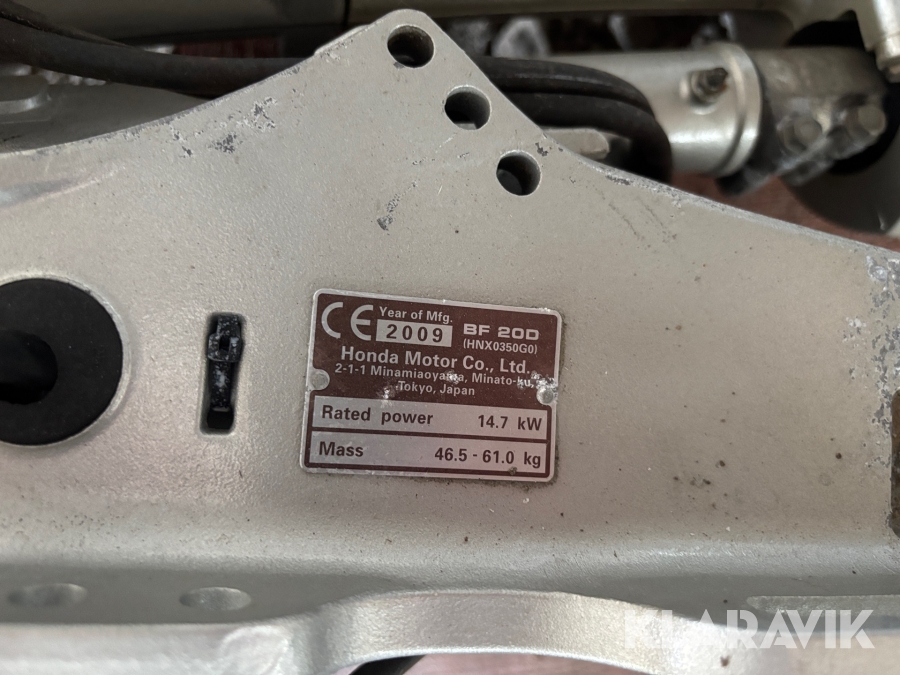 CE Year of Mfg.
2009 BF 20D
(HNX0350G0)
Honda Motor Co., Ltd.
2-1-1 Minamiaoyama, Minato-ku,
Tokyo, Japan
Rated power 14.7 kW
Mass 46.5 - 61.0 kg
KLARAVIK